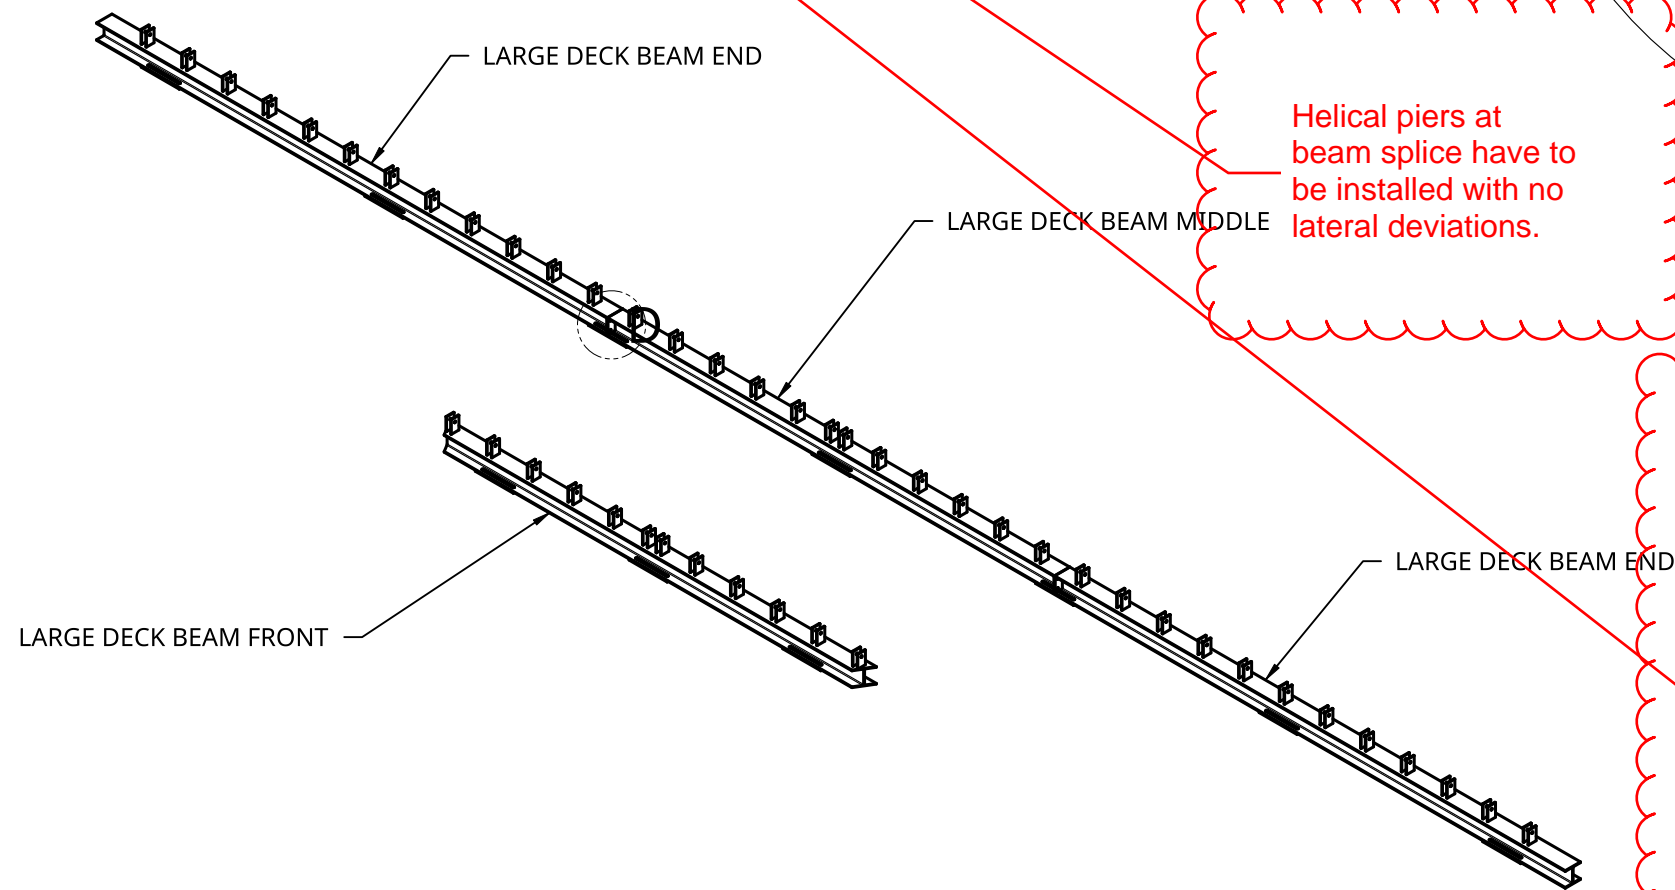 LARGE DECK BEAM END
Helical piers at
beam splice have to
be installed with no
lateral deviations.
LARGE DECK BEAM MIDDLE
D
LARGE DECK BEAM END
LARGE DECK BEAM FRONT